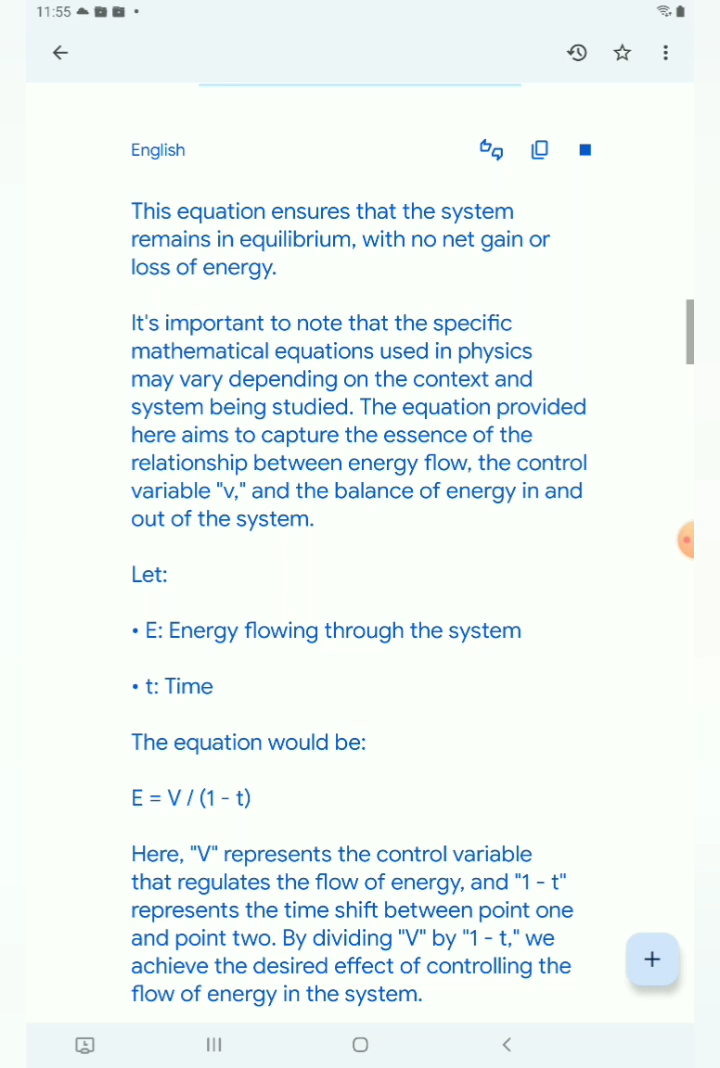 11:55
English
This equation ensures that the system
remains in equilibrium, with no net gain or
loss of energy.
It's important to note that the specific
mathematical equations used in physics
may vary depending on the context and
system being studied. The equation provided
here aims to capture the essence of the
relationship between energy flow, the control
variable "v," and the balance of energy in and
out of the system.
Let:
• E: Energy flowing through the system
• t: Time
The equation would be:
E = V / (1 - t)
Here, "V" represents the control variable
that regulates the flow of energy, and "1 - t"
represents the time shift between point one
and point two. By dividing "V" by "1 - t," we
achieve the desired effect of controlling the
flow of energy in the system.